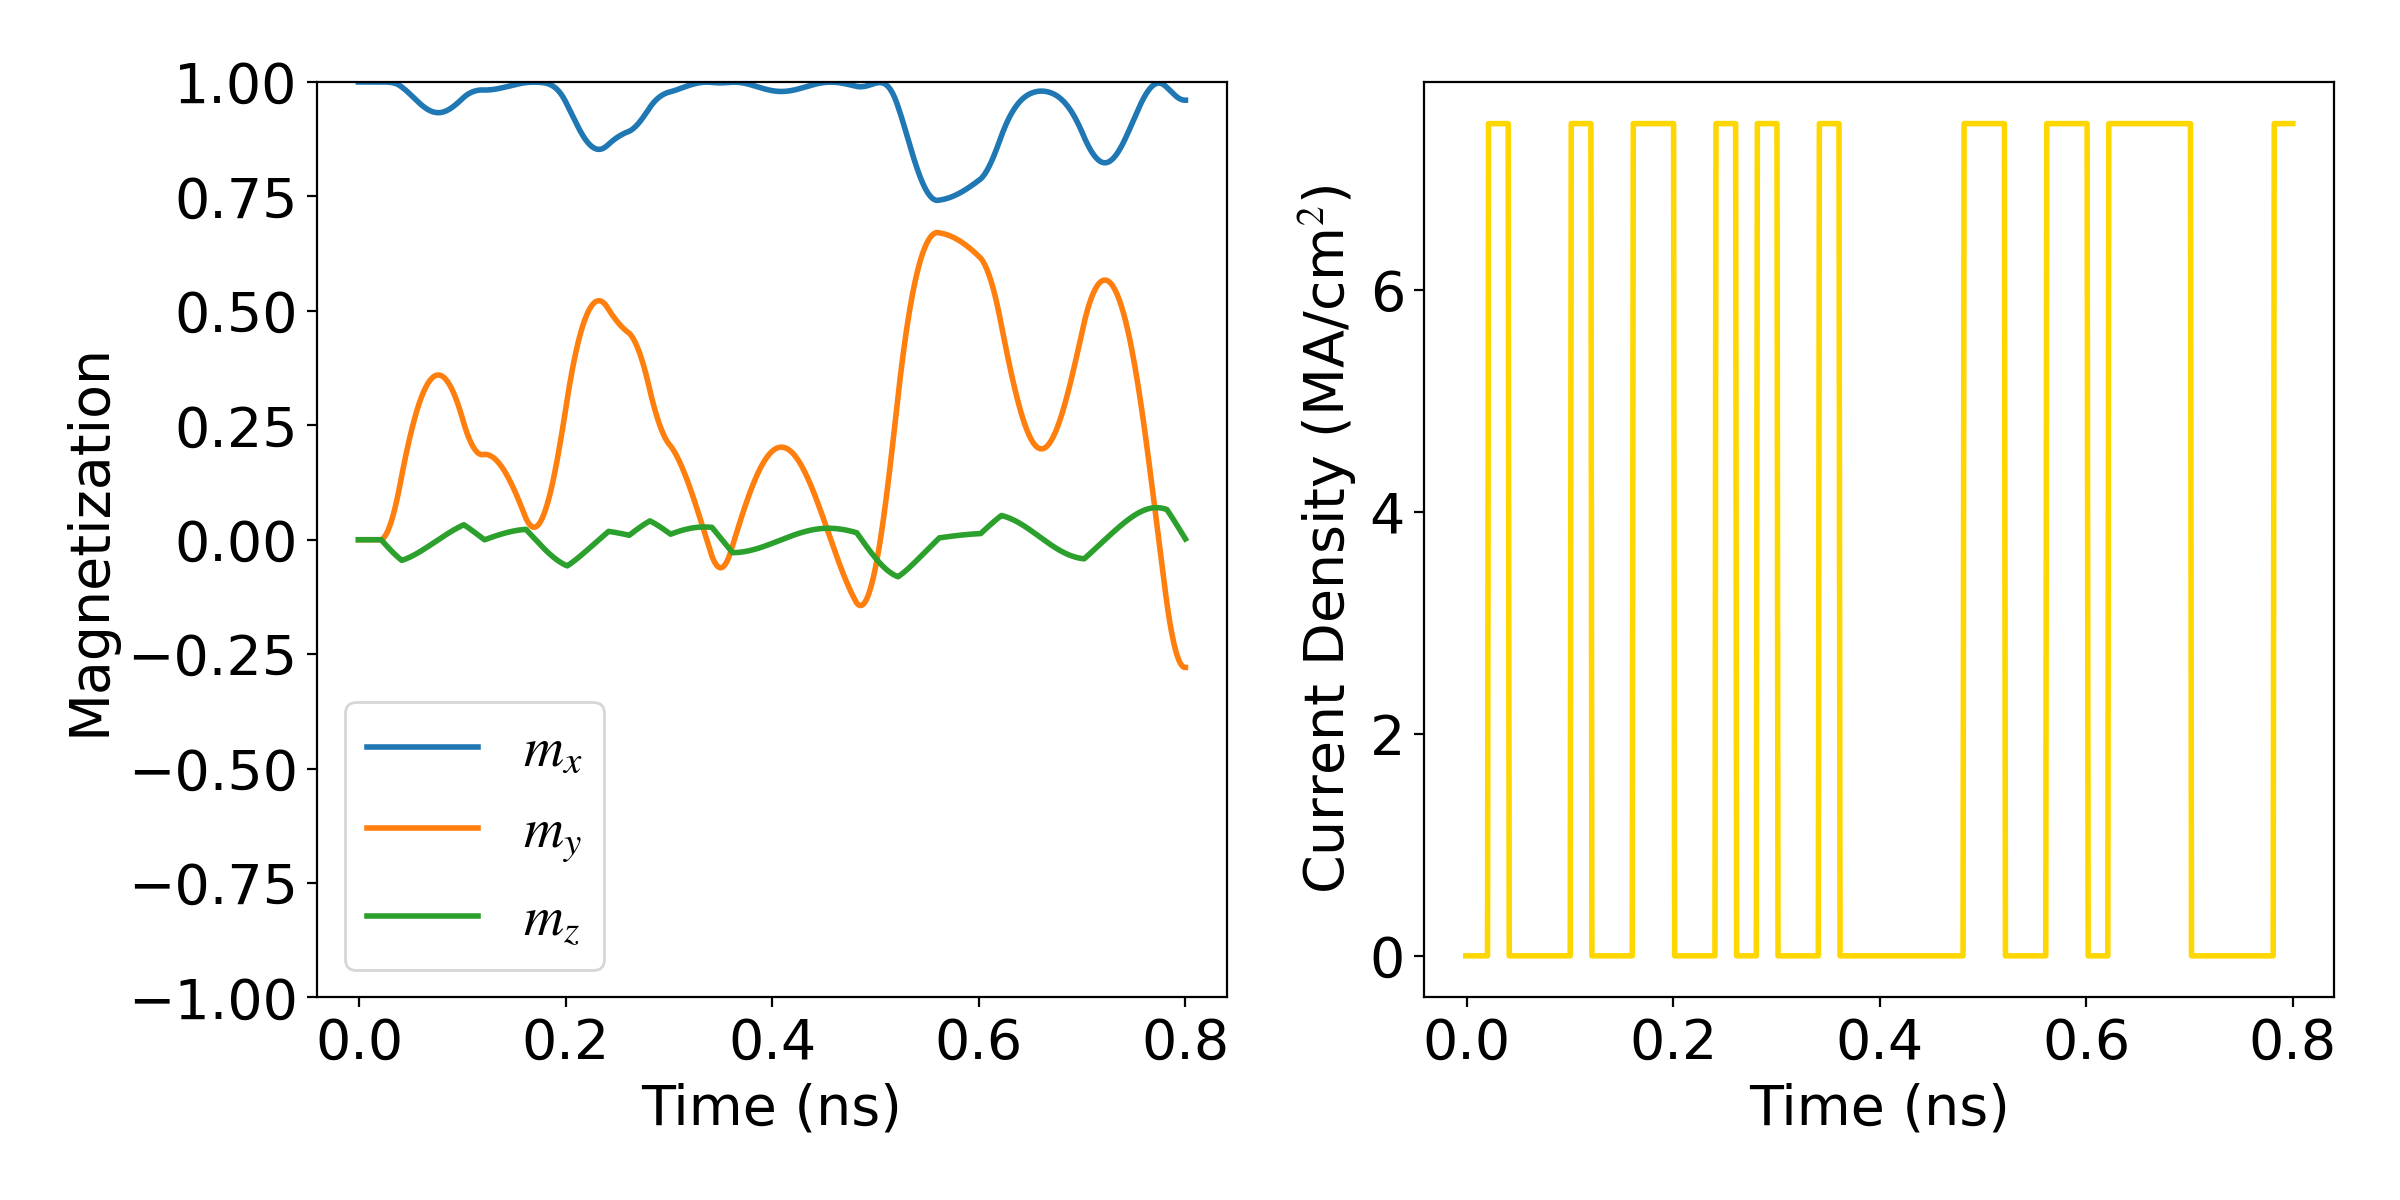 Magnetization
1.00
0.75
0.50
0.25
0.00
−0.25
−0.50
−0.75
−1.00
m_x
m_y
m_z
0.0 0.2 0.4 0.6 0.8
Time (ns)
Current Density (MA/cm²)
6
4
2
0
0.0 0.2 0.4 0.6 0.8
Time (ns)